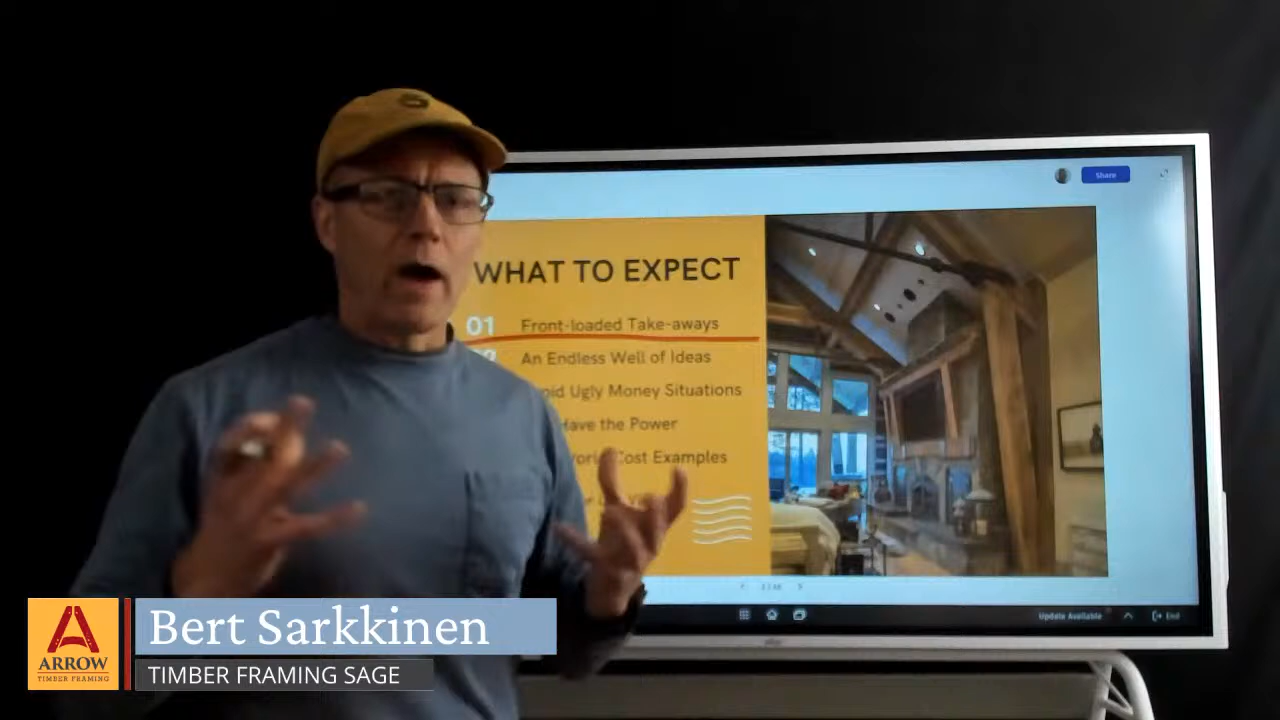 Share
WHAT TO EXPECT
01 Front-loaded Take-aways
An Endless Well of Ideas
Ugly Money Situations
Have the Power
Cost Examples
Update Available
End
Bert Sarkkinen
TIMBER FRAMING SAGE
ARROW
TIMBER FRAMING